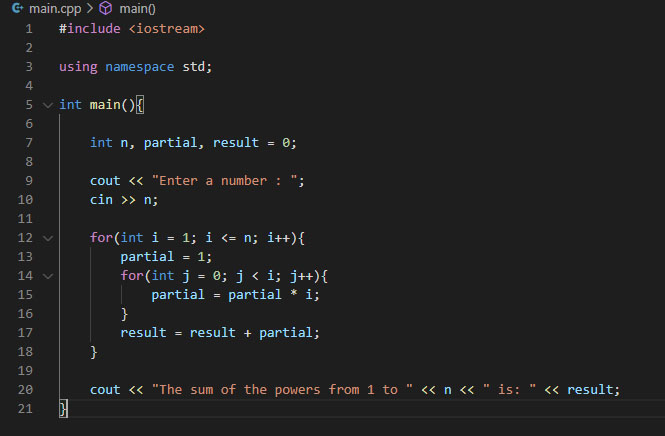 main.cpp > main()
1 #include <iostream>
2
3 using namespace std;
4
5 int main(){
6
7     int n, partial, result = 0;
8
9     cout << "Enter a number : ";
10     cin >> n;
11
12     for(int i = 1; i <= n; i++){
13         partial = 1;
14         for(int j = 0; j < i; j++){
15             partial = partial * i;
16         }
17         result = result + partial;
18     }
19
20     cout << "The sum of the powers from 1 to " << n << " is: " << result;
21 }